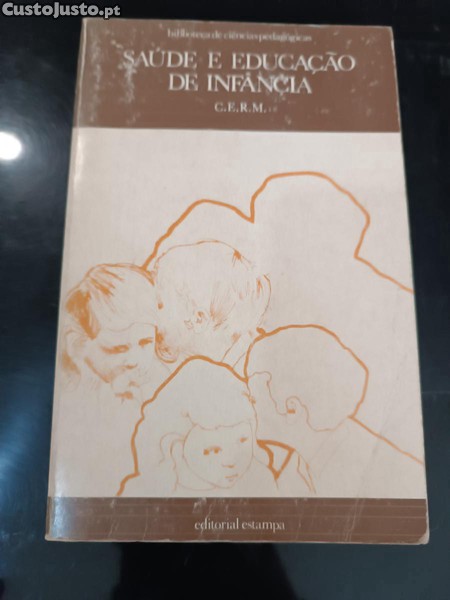 CustoJusto.pt
biblioteca de ciências pedagógicas
SAÚDE E EDUCAÇÃO
DE INFÂNCIA
C.E.R.M.
editorial estampa